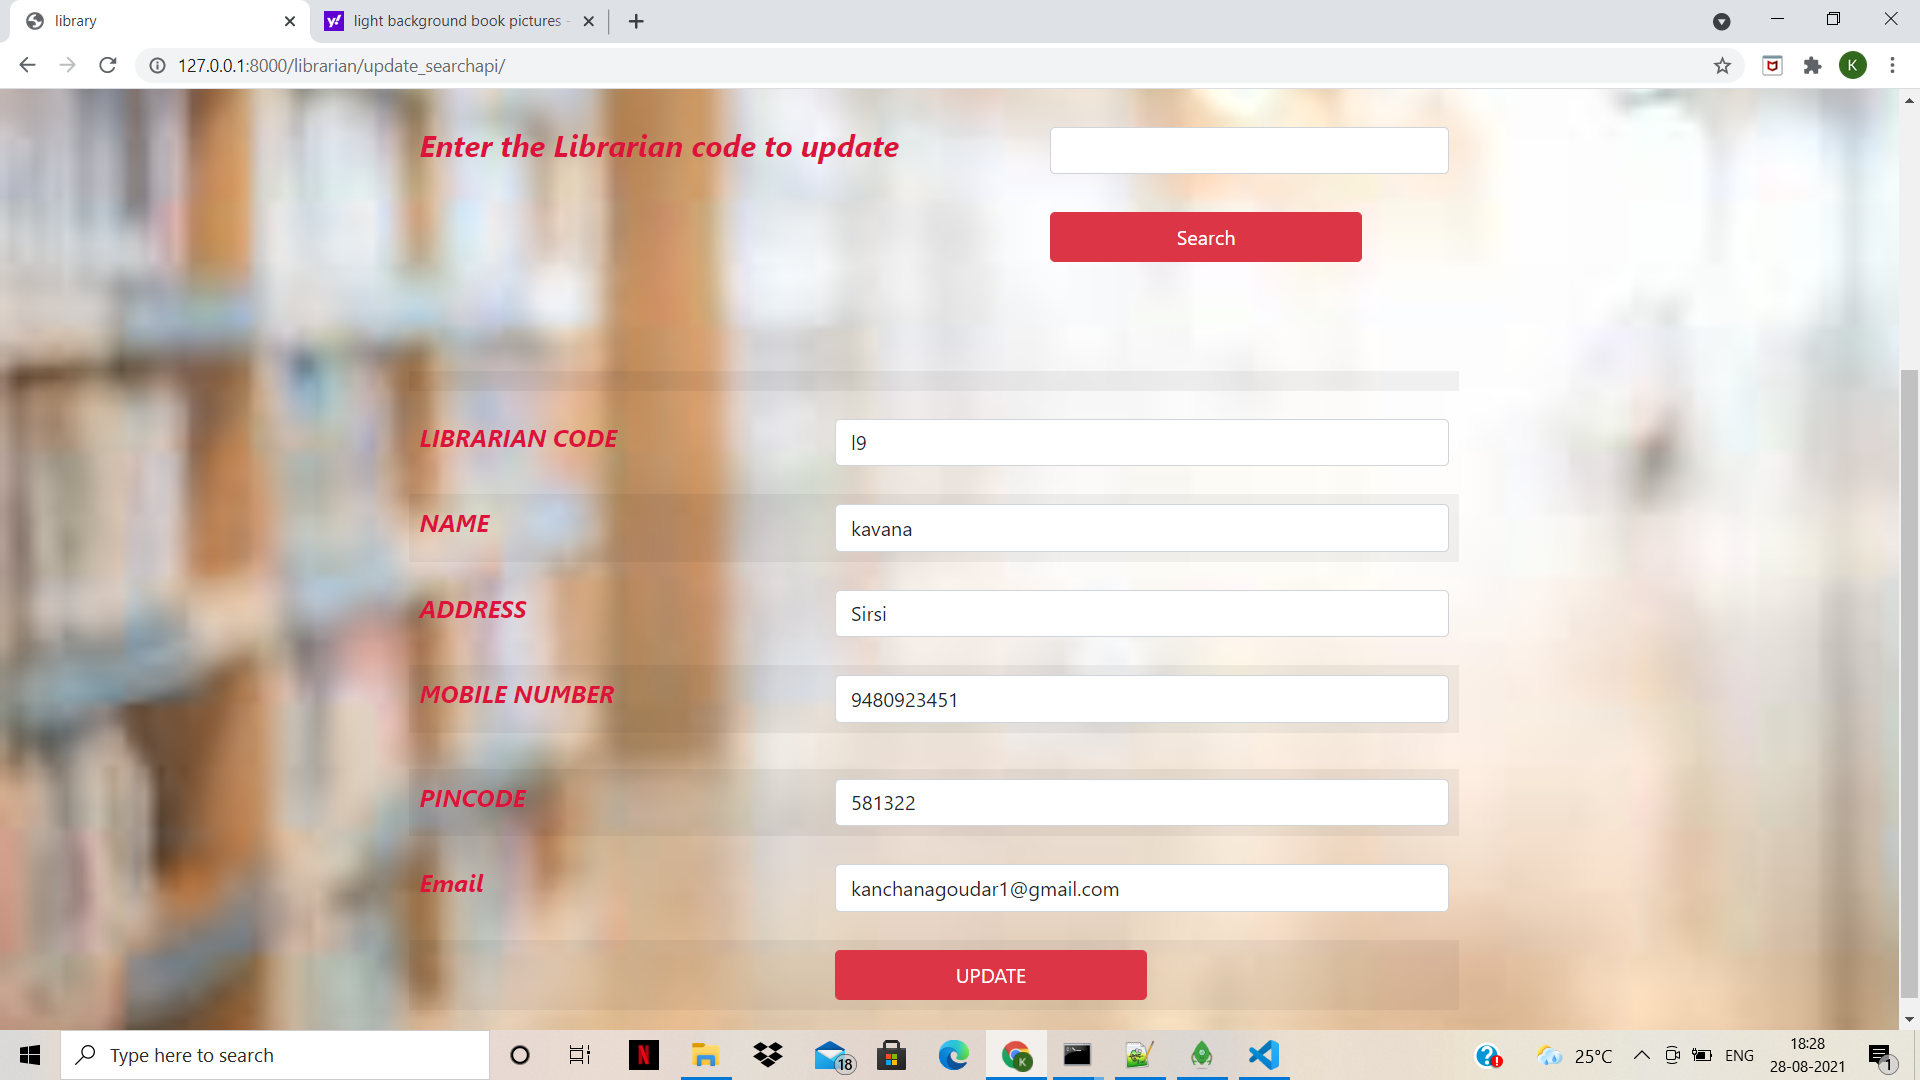 library
light background book pictures -
127.0.0.1:8000/librarian/update_searchapi/
K
Enter the Librarian code to update
Search
LIBRARIAN CODE
l9
NAME
kavana
ADDRESS
Sirsi
MOBILE NUMBER
9480923451
PINCODE
581322
Email
kanchanagoudar1@gmail.com
UPDATE
Type here to search
18
25°C
ENG
18:28
28-08-2021
1